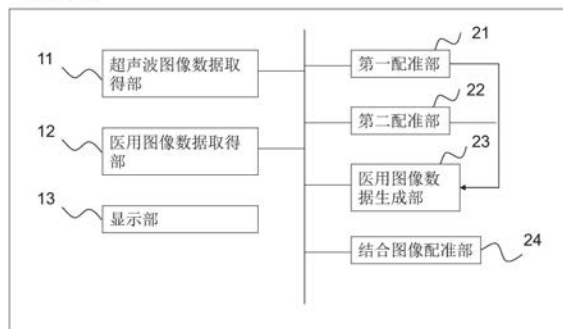 11
超声波图像数据取
得部
12
医用图像数据取得
部
13
显示部
21
第一配准部
22
第二配准部
23
医用图像数
据生成部
24
结合图像配准部